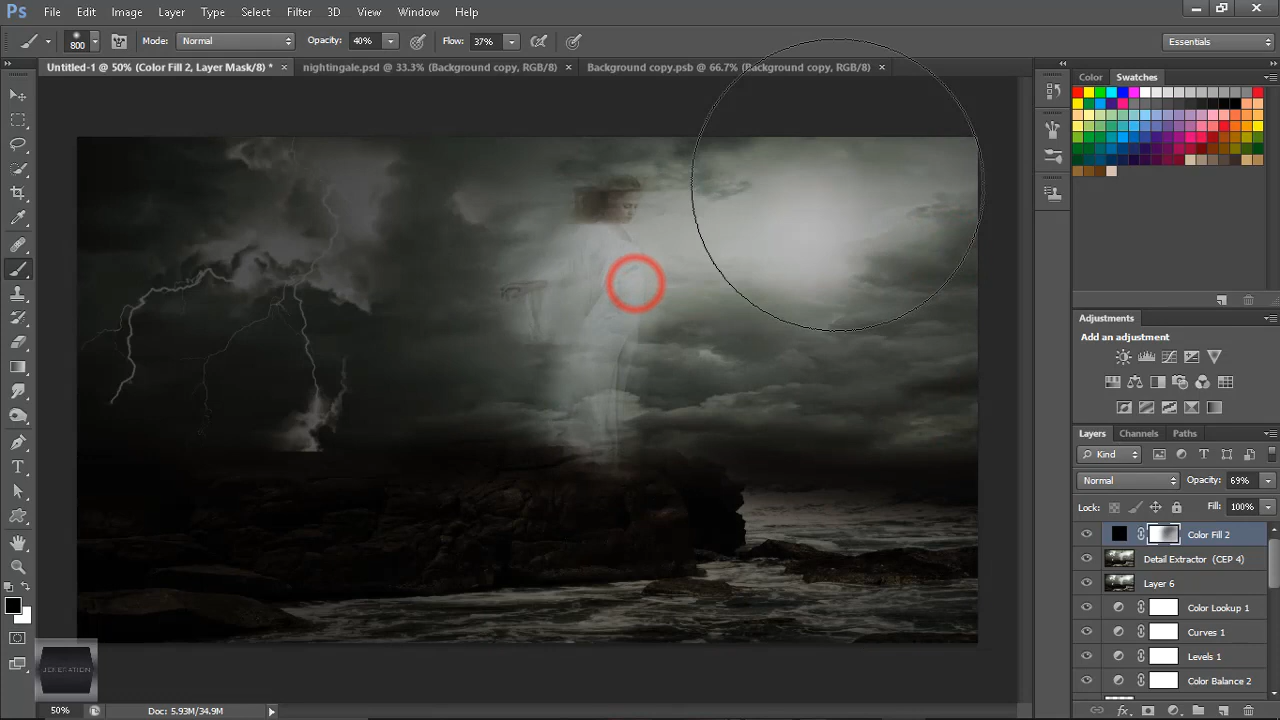 Ps File Edit Image Layer Type Select Filter 3D View Window Help
800 Mode: Normal Opacity: 40% Flow: 37% Essentials
Untitled-1 @ 50% (Color Fill 2, Layer Mask/8) * × nightingale.psd @ 33.3% (Background copy, RGB/8) × Background copy.psb @ 66.7% (Background copy, RGB/8) ×
Color Swatches
Adjustments
Add an adjustment
Layers Channels Paths
Kind
Normal Opacity: 69%
Lock: Fill: 100%
Color Fill 2
Detail Extractor (CEP 4)
Layer 6
Color Lookup 1
Curves 1
Levels 1
Color Balance 2
50% Doc: 5.93M/34.9M